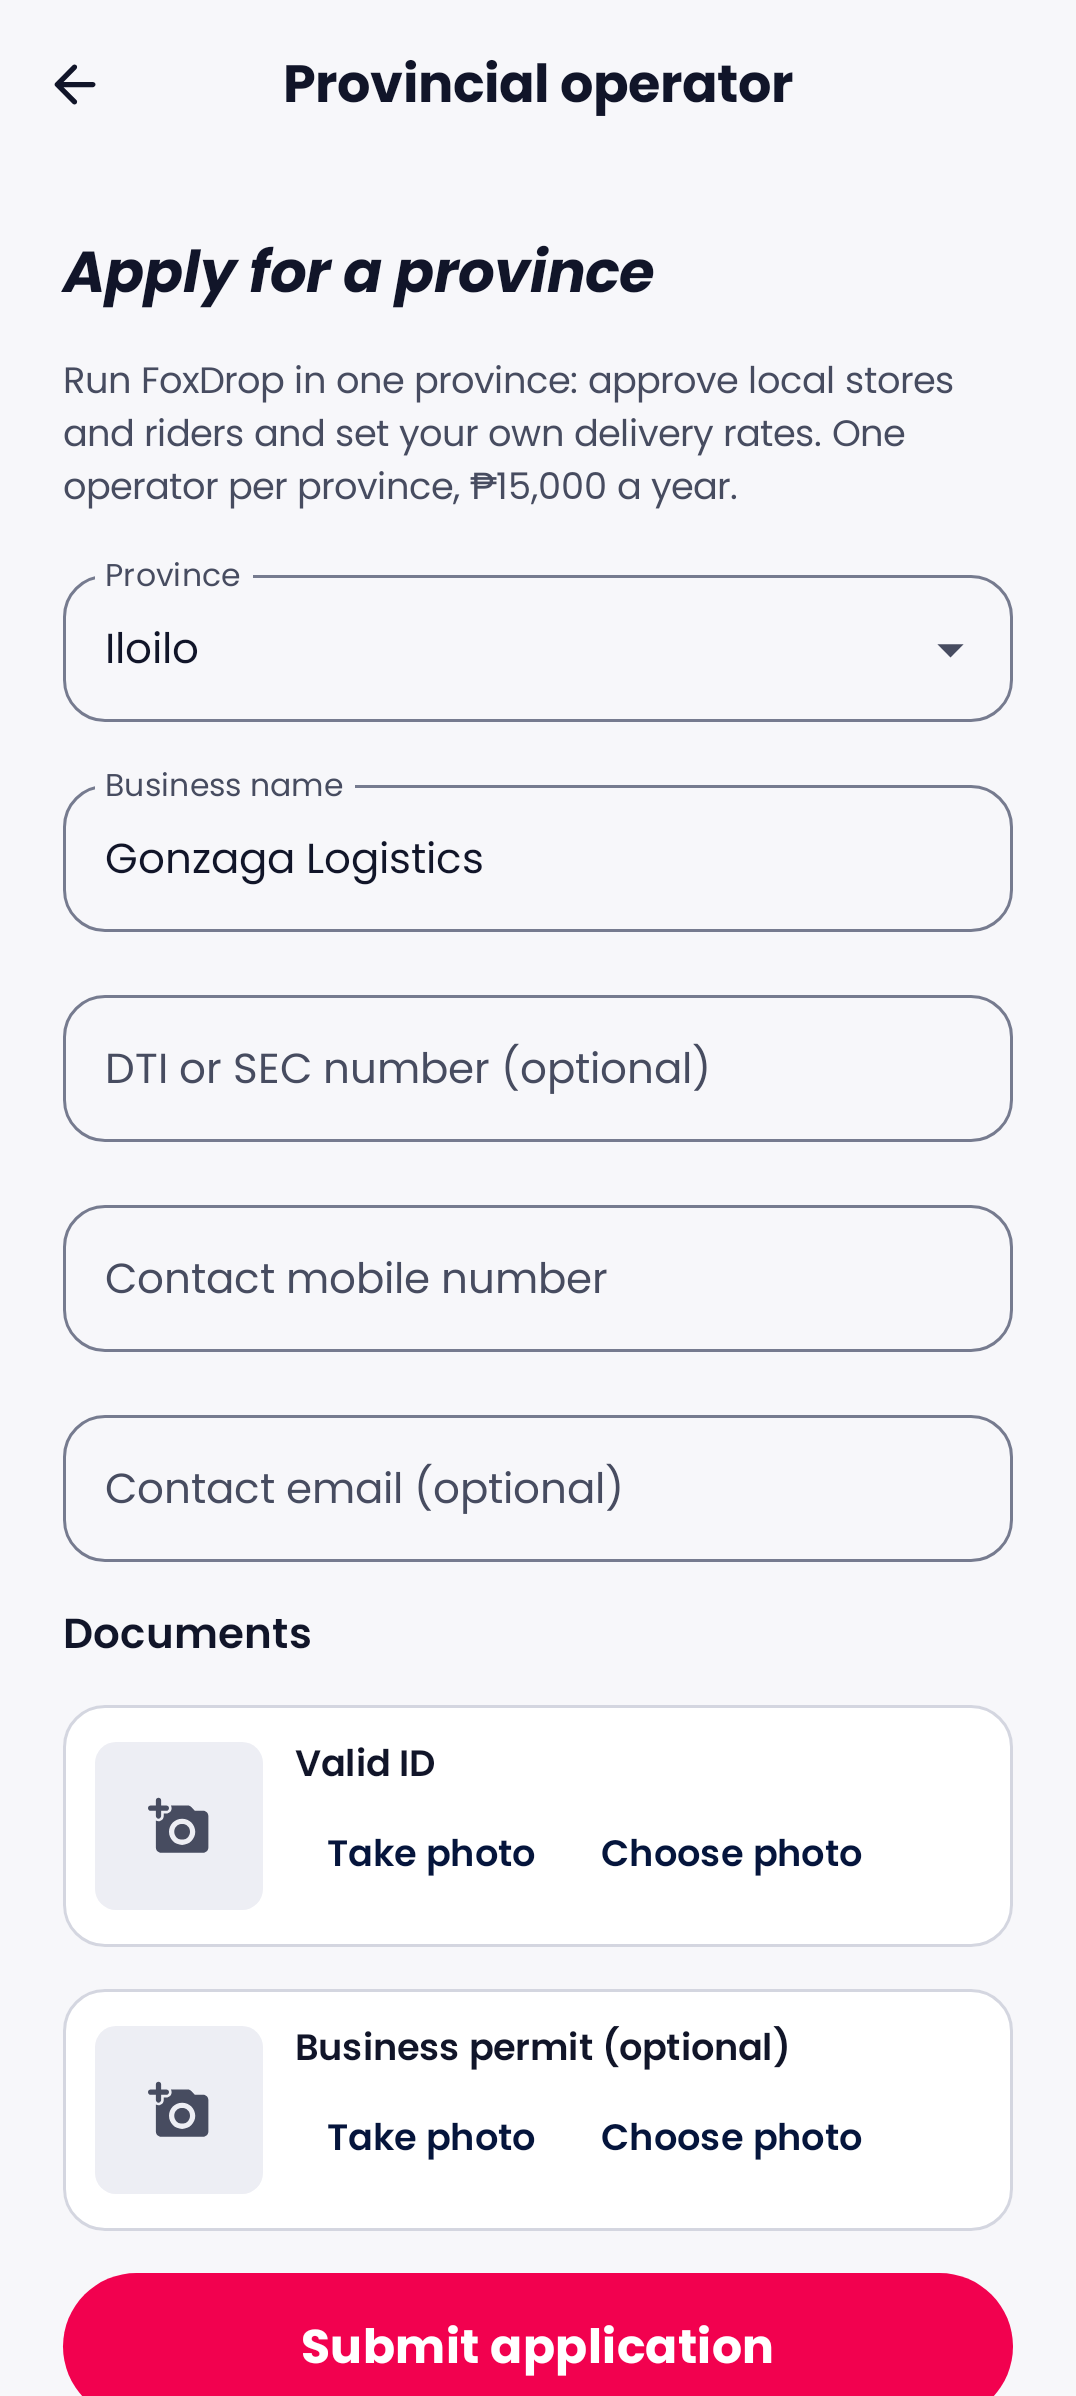 Provincial operator
Apply for a province
Run FoxDrop in one province: approve local stores
and riders and set your own delivery rates. One
operator per province, ₱15,000 a year.
Province
Iloilo
Business name
Gonzaga Logistics
DTI or SEC number (optional)
Contact mobile number
Contact email (optional)
Documents
Valid ID
Take photo Choose photo
Business permit (optional)
Take photo Choose photo
Submit application